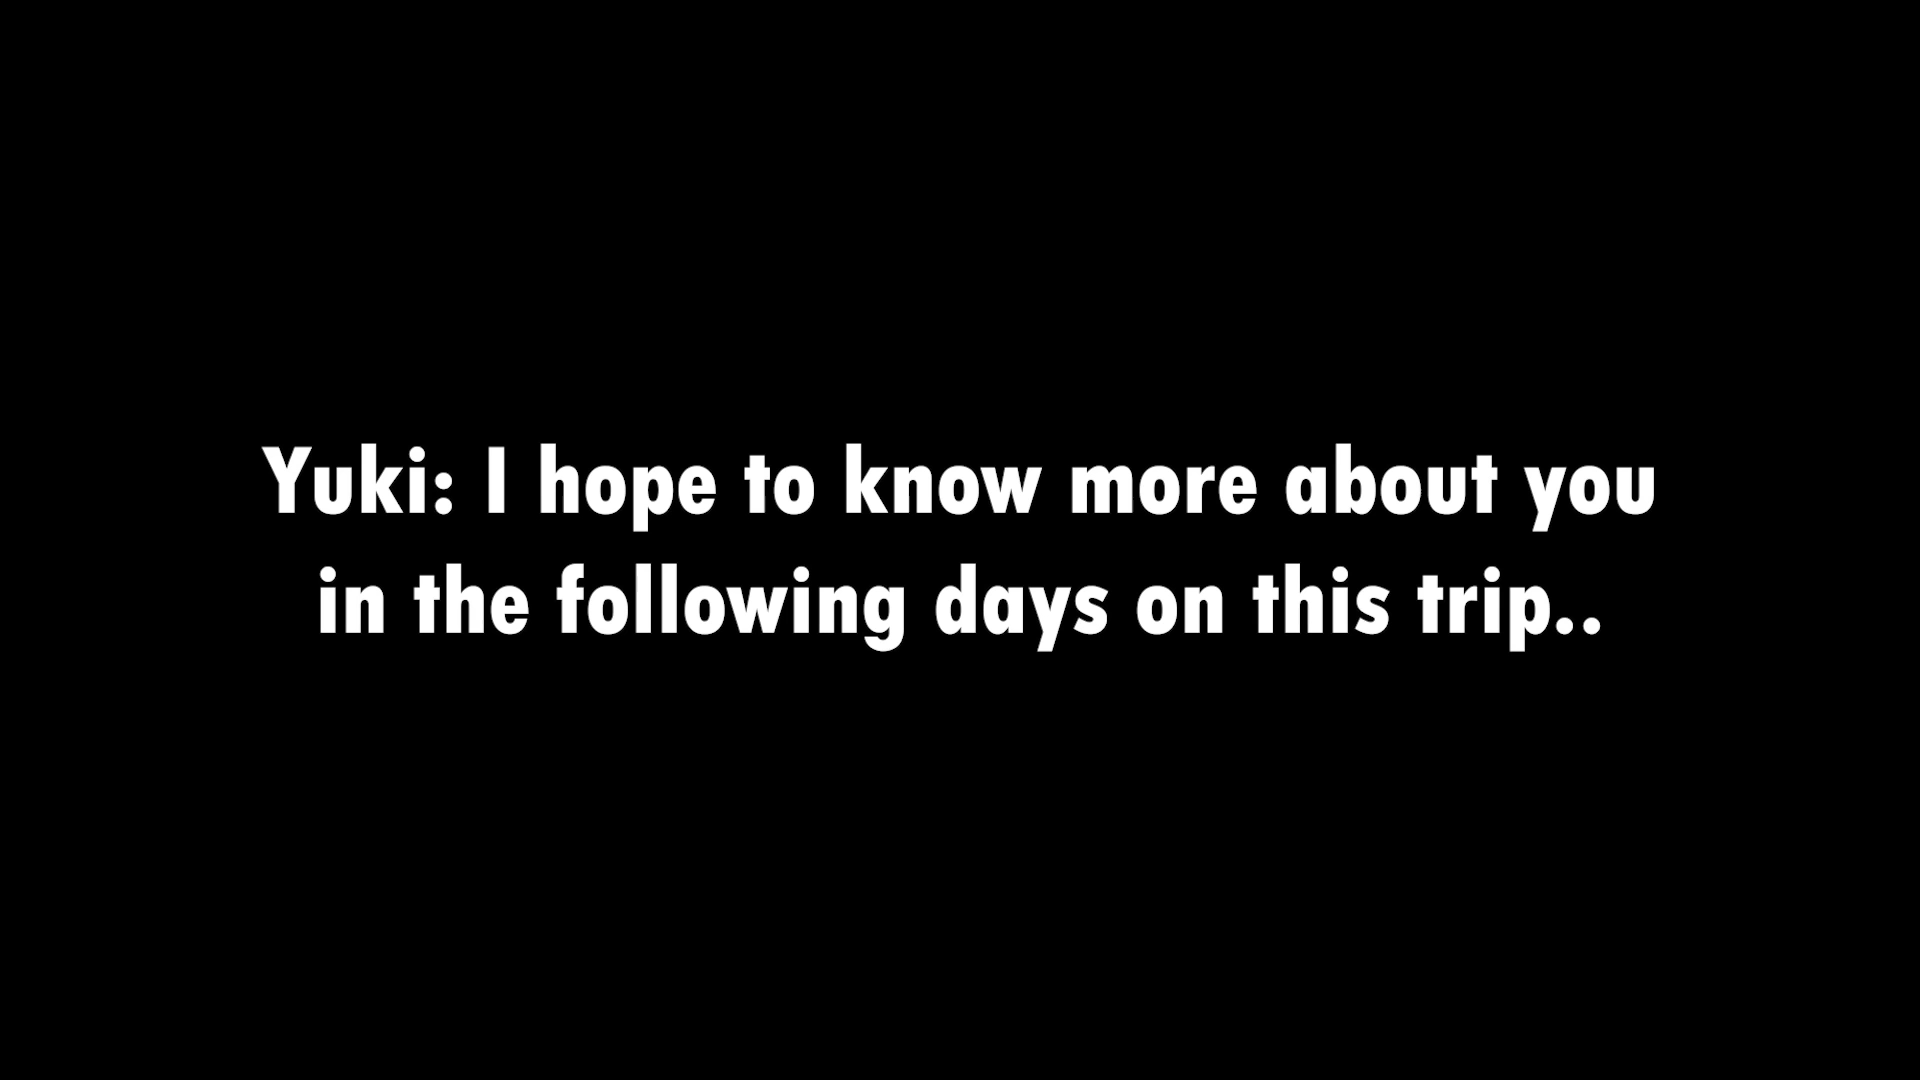 Yuki: I hope to know more about you
in the following days on this trip..